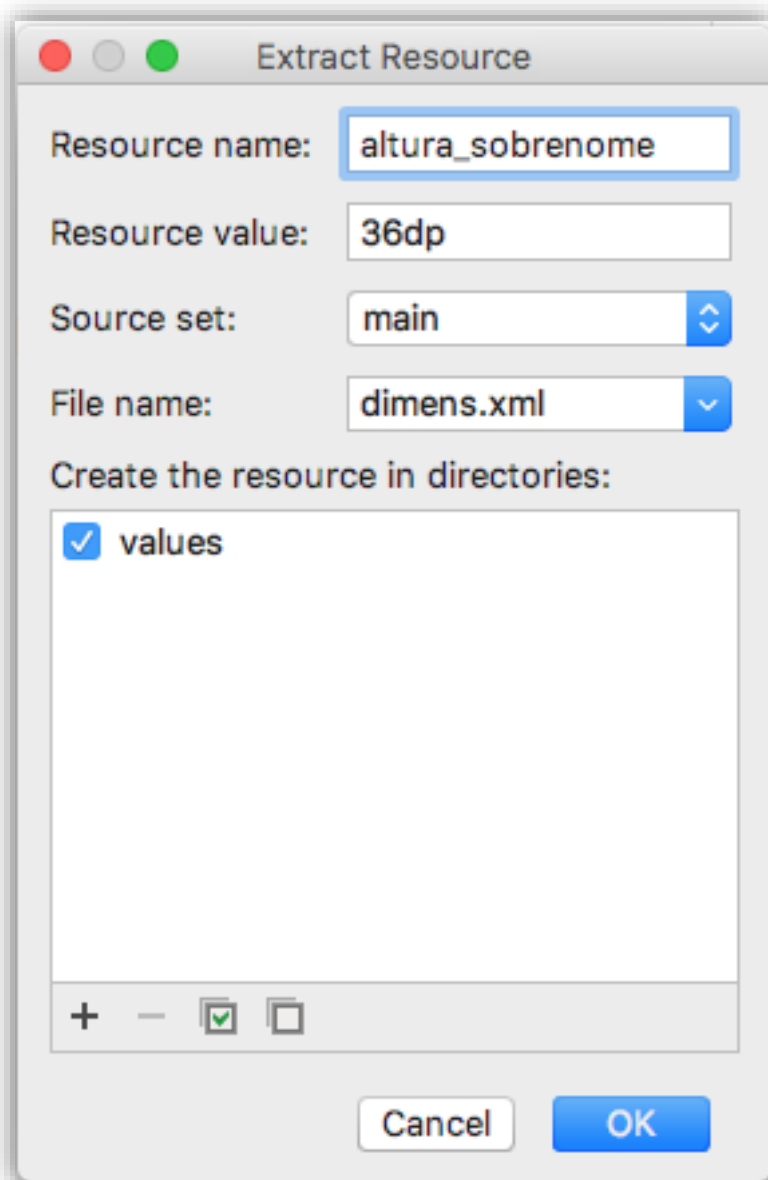 Extract Resource
Resource name: altura_sobrenome
Resource value: 36dp
Source set: main
File name: dimens.xml
Create the resource in directories:
values
Cancel OK